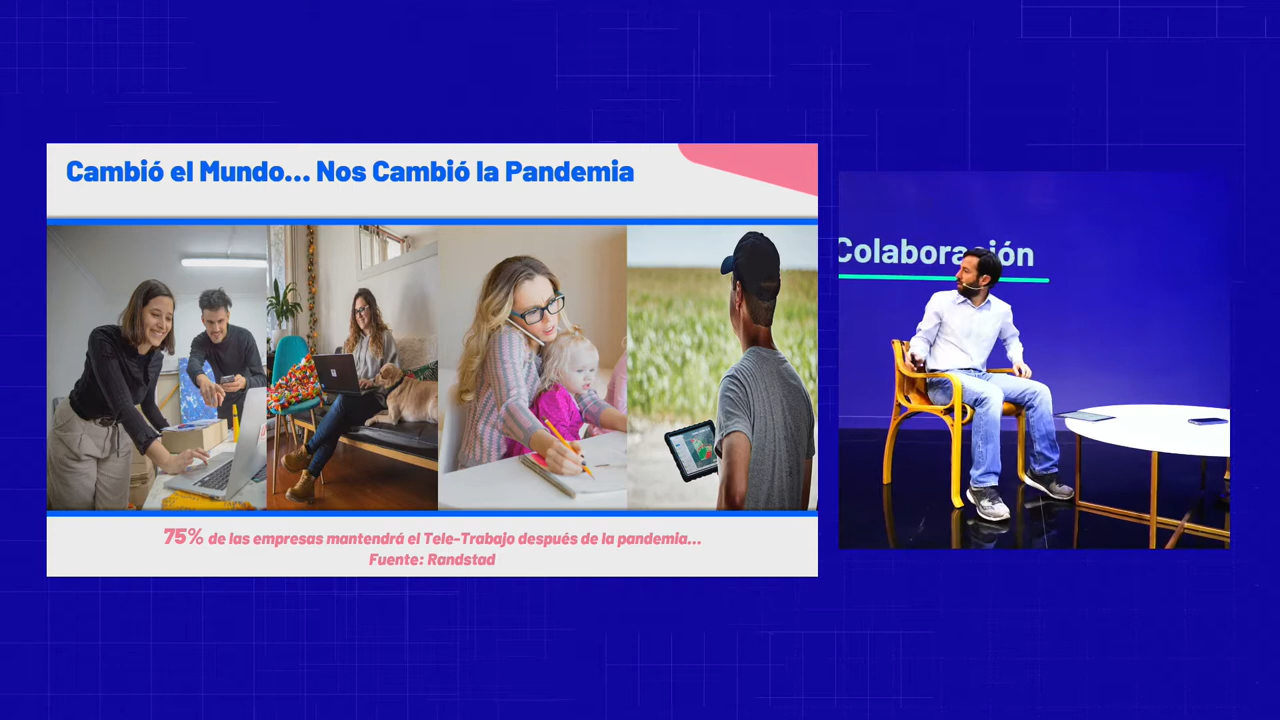 Cambió el Mundo... Nos Cambió la Pandemia
75% de las empresas mantendrá el Tele-Trabajo después de la pandemia...
Fuente: Randstad
Colaboración